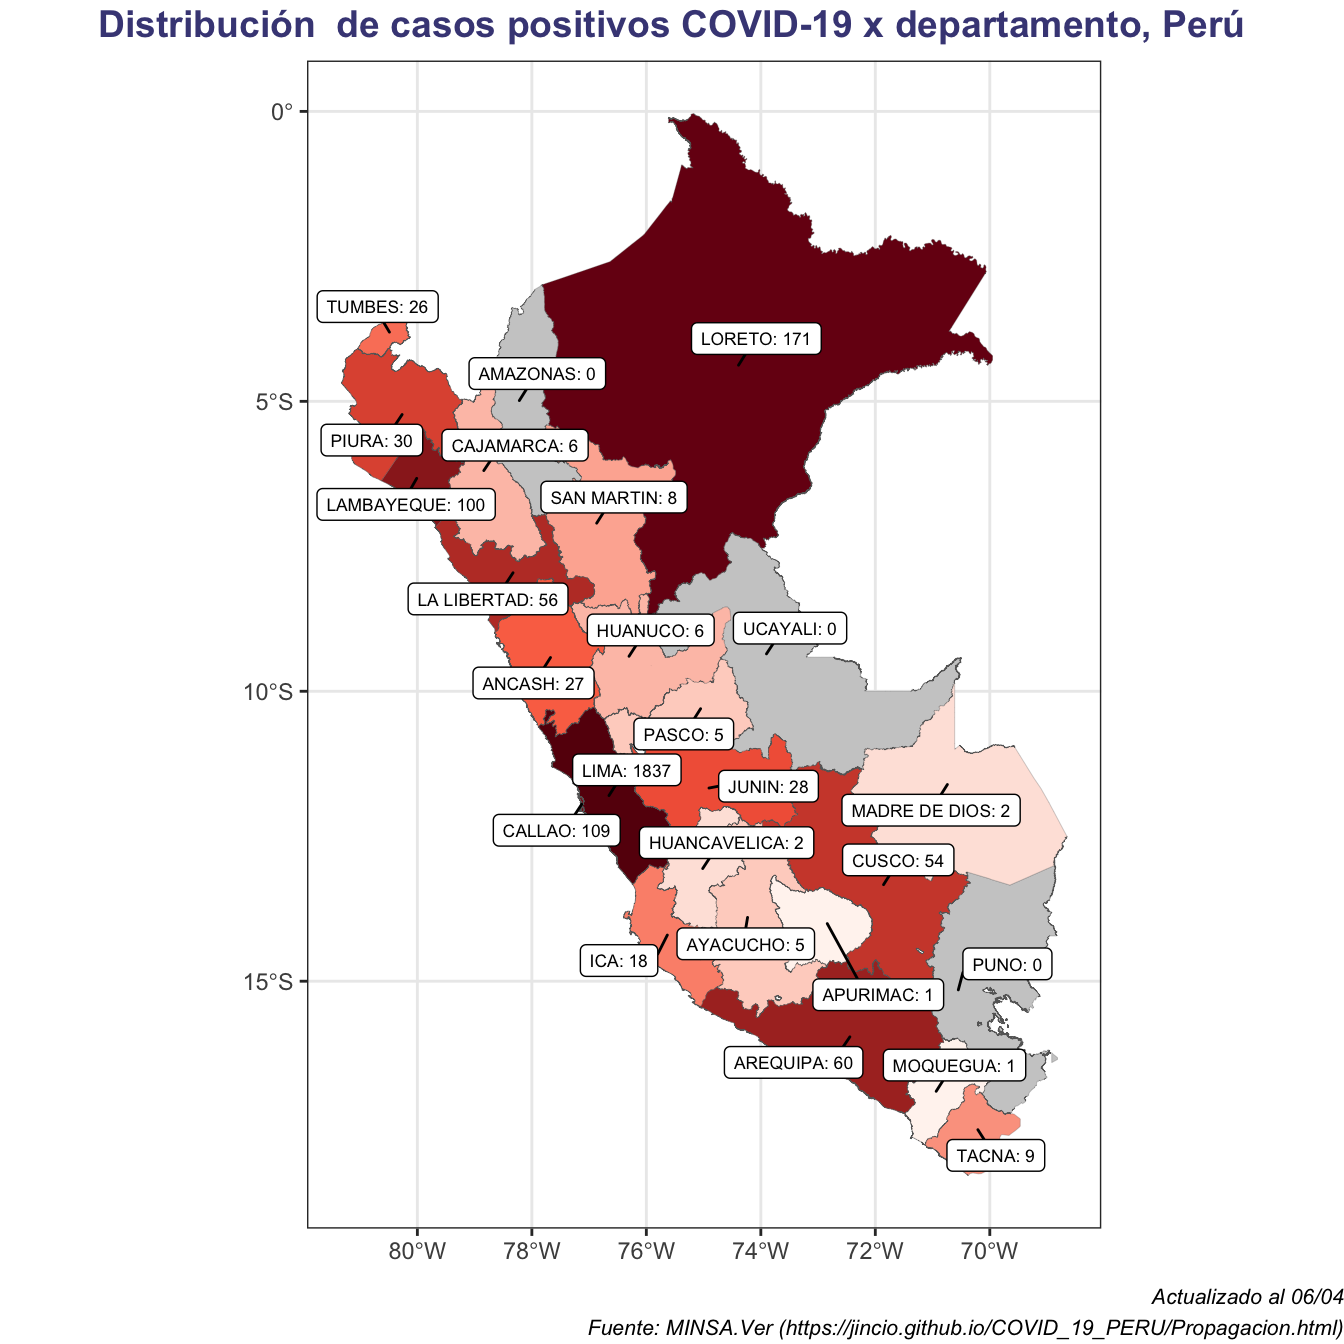 Distribución  de casos positivos COVID-19 x departamento, Perú
0°
TUMBES: 26
LORETO: 171
AMAZONAS: 0
5°S
PIURA: 30
CAJAMARCA: 6
LAMBAYEQUE: 100
SAN MARTIN: 8
LA LIBERTAD: 56
HUANUCO: 6
UCAYALI: 0
ANCASH: 27
10°S
PASCO: 5
LIMA: 1837
JUNIN: 28
MADRE DE DIOS: 2
CALLAO: 109
HUANCAVELICA: 2
CUSCO: 54
AYACUCHO: 5
ICA: 18
PUNO: 0
15°S
APURIMAC: 1
AREQUIPA: 60
MOQUEGUA: 1
TACNA: 9
80°W 78°W 76°W 74°W 72°W 70°W
Actualizado al 06/04
Fuente: MINSA.Ver (https://jincio.github.io/COVID_19_PERU/Propagacion.html)